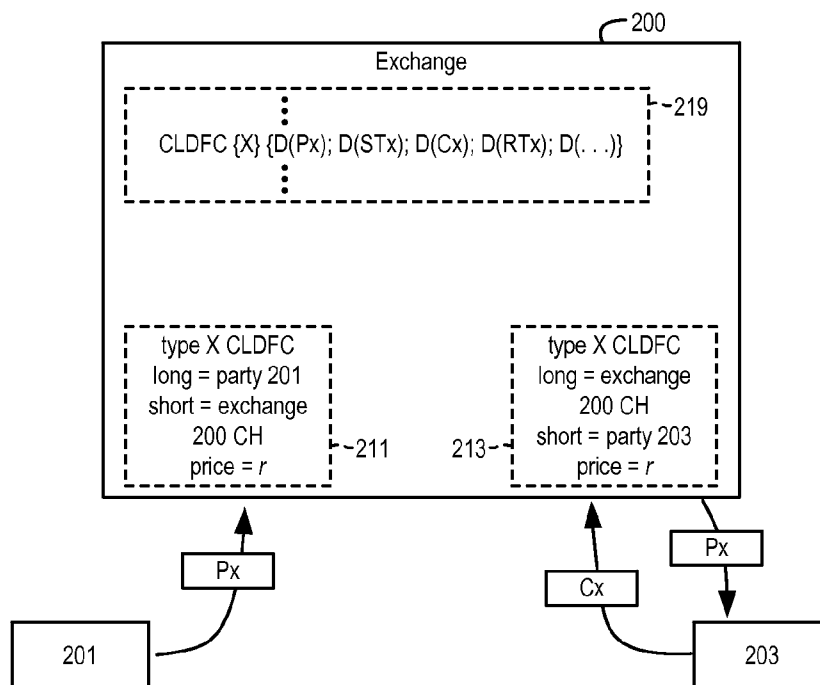 200
Exchange
219
CLDFC {X} {D(Px); D(STx); D(Cx); D(RTx); D(. . .)}
type X CLDFC
long = party 201
short = exchange
200 CH
price = r
211
213
type X CLDFC
long = exchange
200 CH
short = party 203
price = r
Px
Cx
Px
201
203